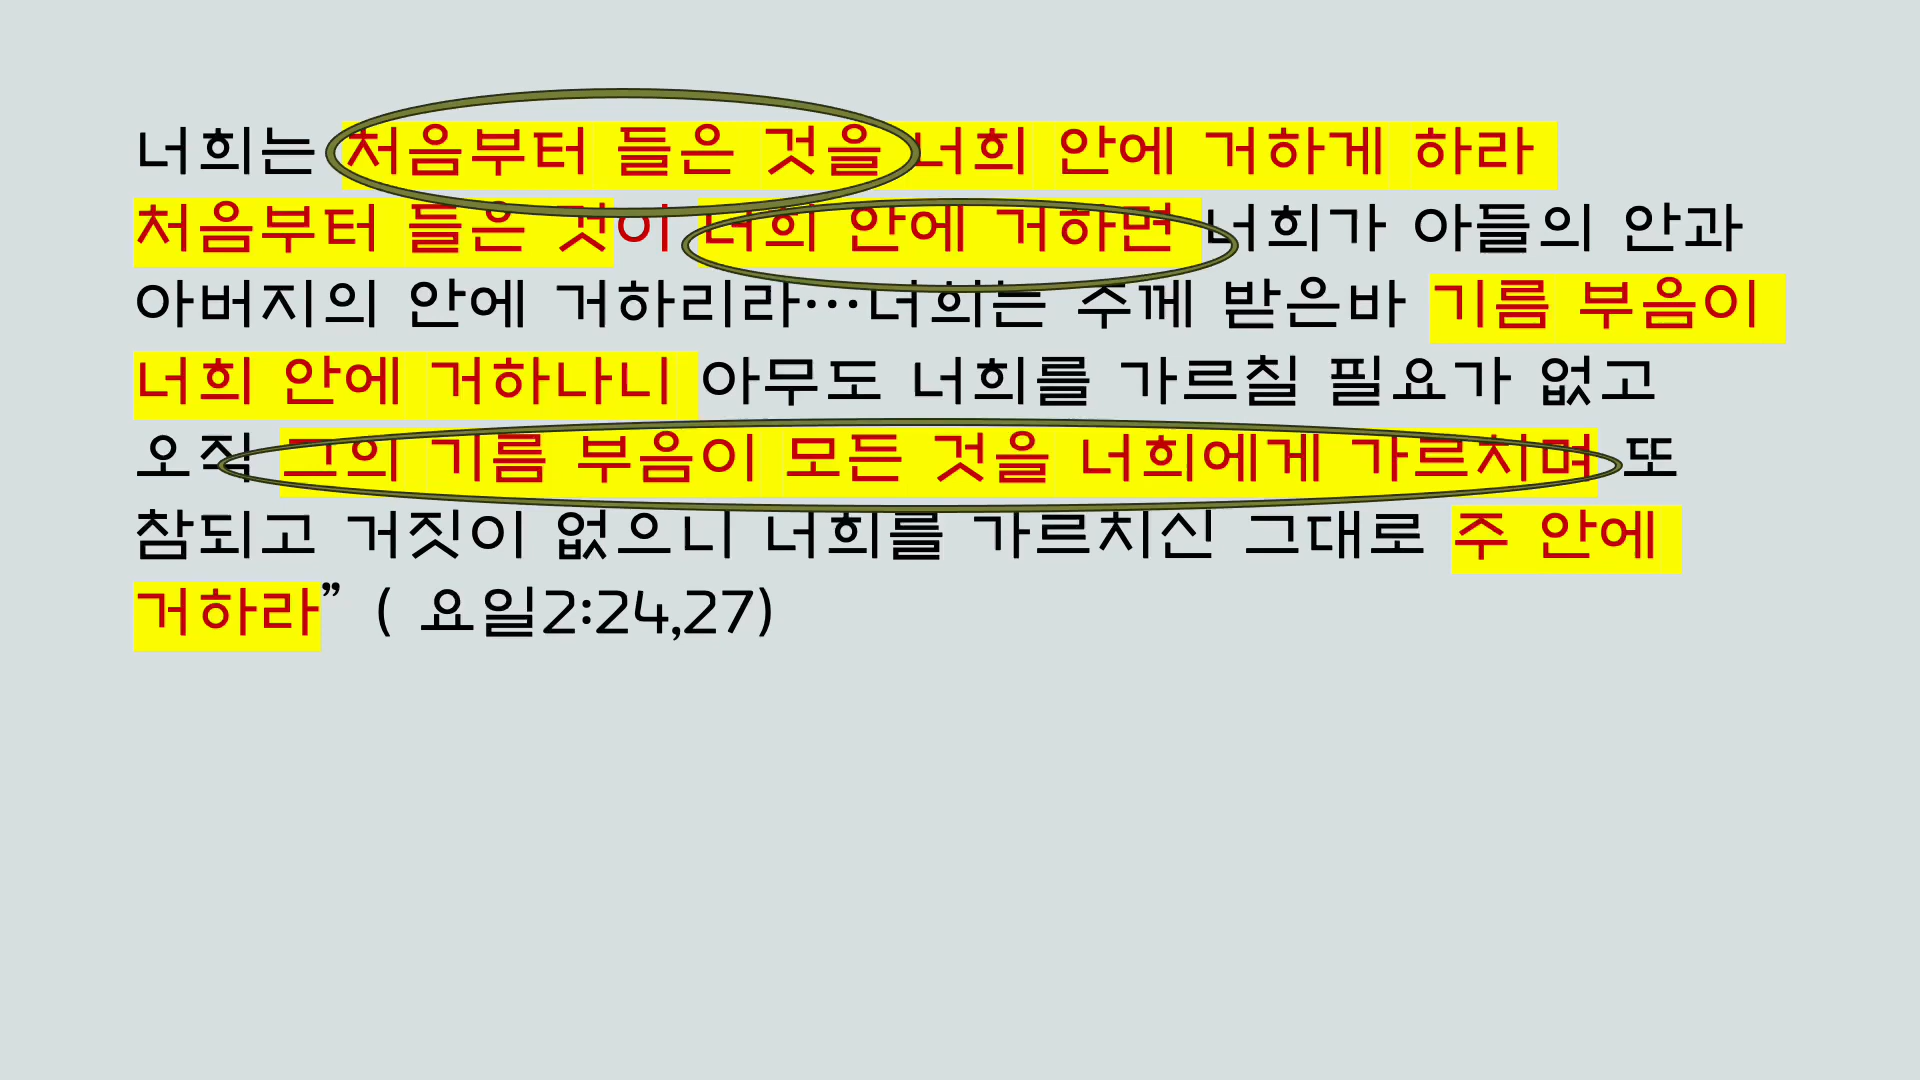 너희는 처음부터 들은 것을 너희 안에 거하게 하라
처음부터 들은 것이 너희 안에 거하면 너희가 아들의 안과
아버지의 안에 거하리라…너희는 주께 받은바 기름 부음이
너희 안에 거하나니 아무도 너희를 가르칠 필요가 없고
오직 그의 기름 부음이 모든 것을 너희에게 가르치며 또
참되고 거짓이 없으니 너희를 가르치신 그대로 주 안에
거하라” ( 요일2:24,27)